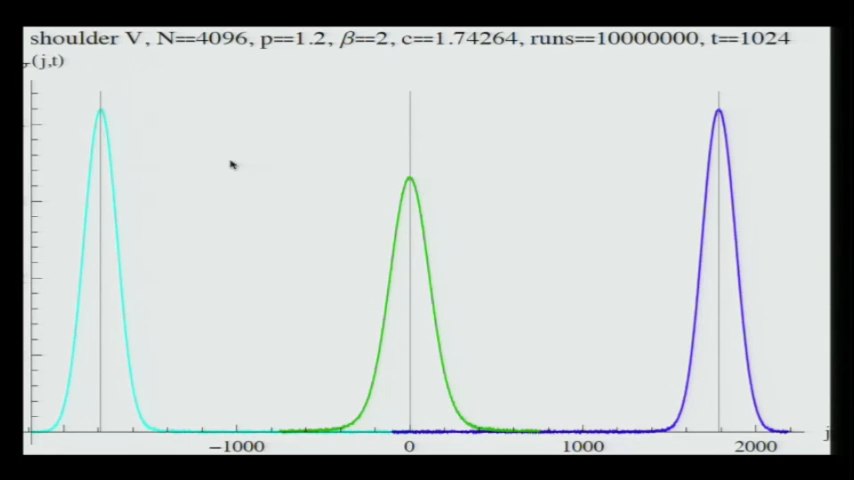 shoulder V, N==4096, p==1.2, β==2, c==1.74264, runs==10000000, t==1024
(j,t)
j
−1000 0 1000 2000